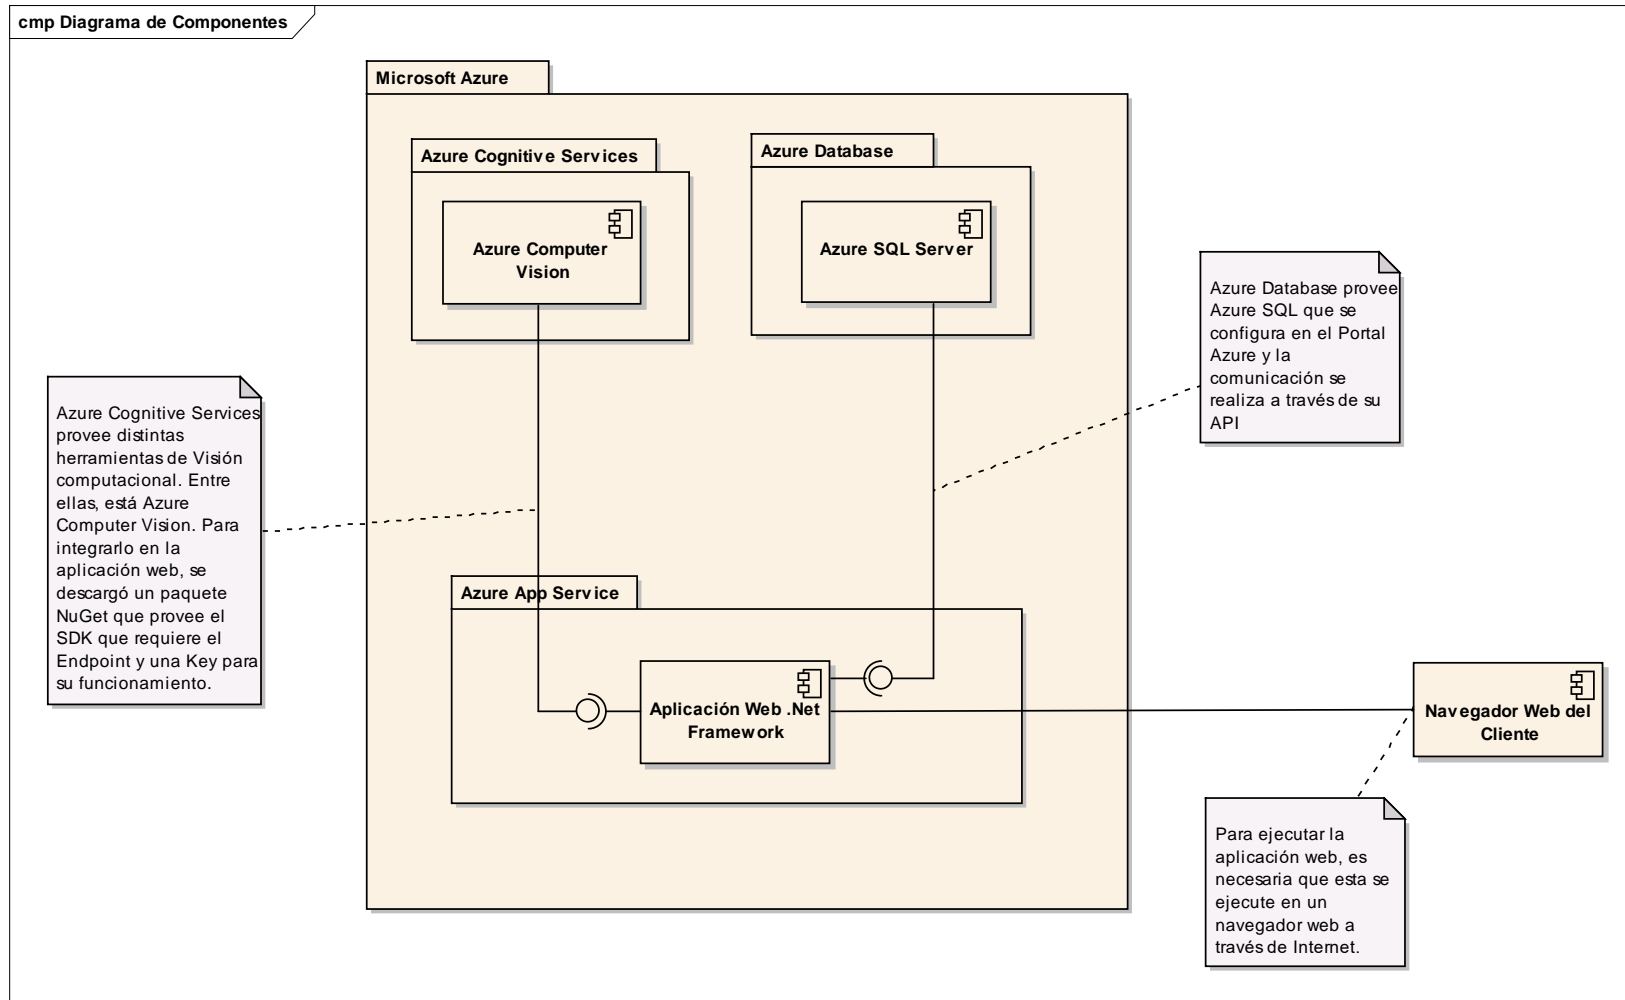 cmp Diagrama de Componentes
Microsoft Azure
Azure Cognitive Services
Azure Computer
Vision
Azure Database
Azure SQL Server
Azure Database provee
Azure SQL que se
configura en el Portal
Azure y la
comunicación se
realiza a través de su
API
Azure Cognitive Services
provee distintas
herramientas de Visión
computacional. Entre
ellas, está Azure
Computer Vision. Para
integrarlo en la
aplicación web, se
descargó un paquete
NuGet que provee el
SDK que requiere el
Endpoint y una Key para
su funcionamiento.
Azure App Service
Aplicación Web .Net
Framework
Navegador Web del
Cliente
Para ejecutar la
aplicación web, es
necesaria que esta se
ejecute en un
navegador web a
través de Internet.